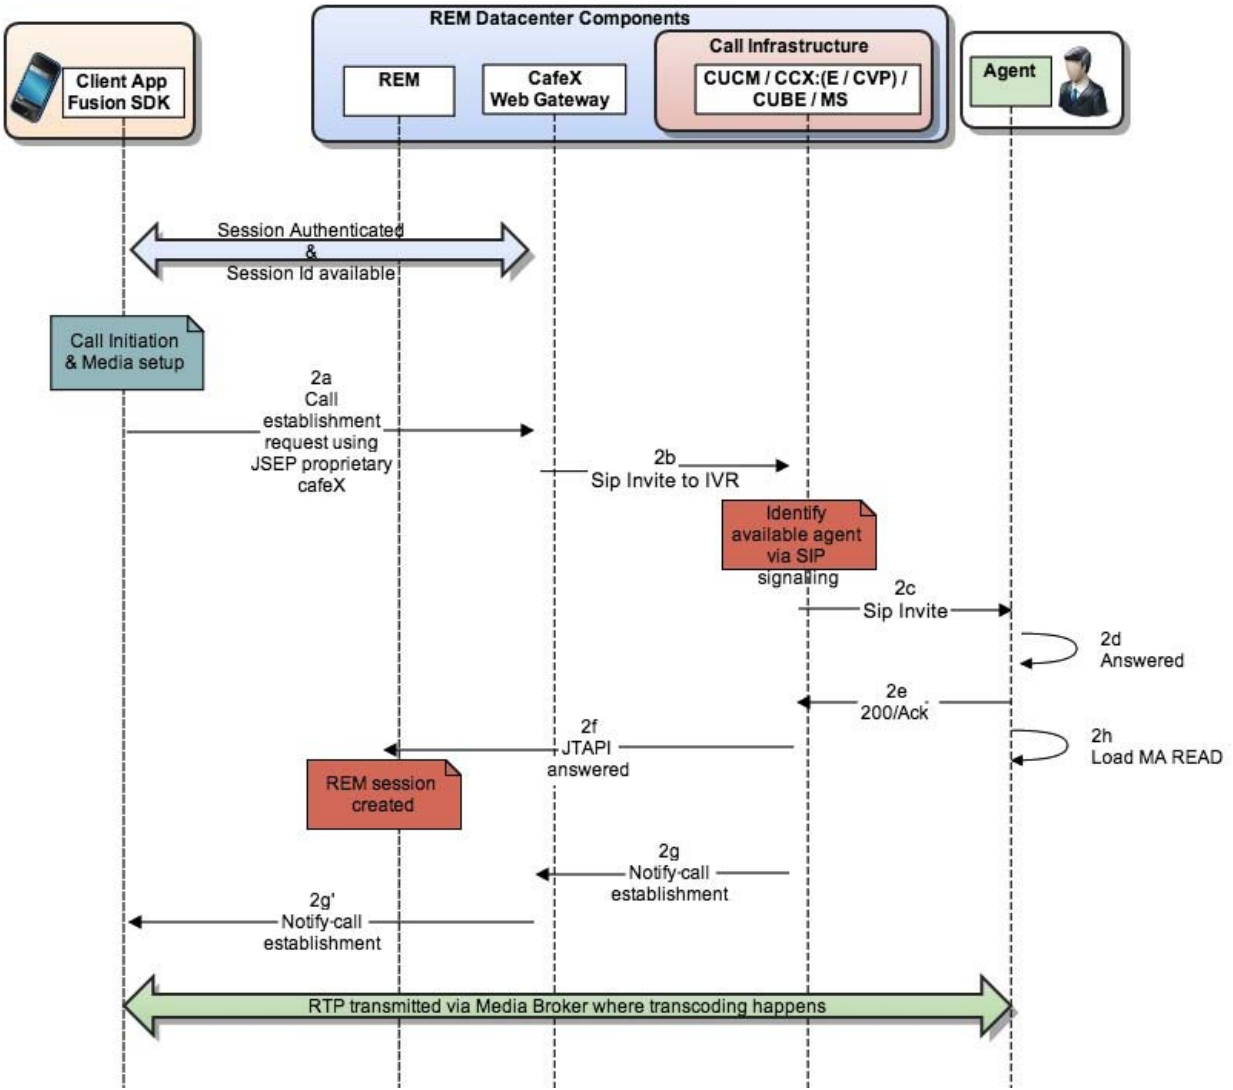 REM Datacenter Components
Call Infrastructure
Client App
Fusion SDK
REM
CafeX
Web Gateway
CUCM / CCX:(E / CVP) /
CUBE / MS
Agent
Session Authenticated
&
Session Id available
Call Initiation
& Media setup
2a
Call
establishment
request using
JSEP proprietary
cafeX
2b
Sip Invite to IVR
Identify
available agent
via SIP
signalling
2c
Sip Invite
2d
Answered
2e
200/Ack
2f
JTAPI
answered
2h
Load MA READ
REM session
created
2g
Notify call
establishment
2g'
Notify call
establishment
RTP transmitted via Media Broker where transcoding happens